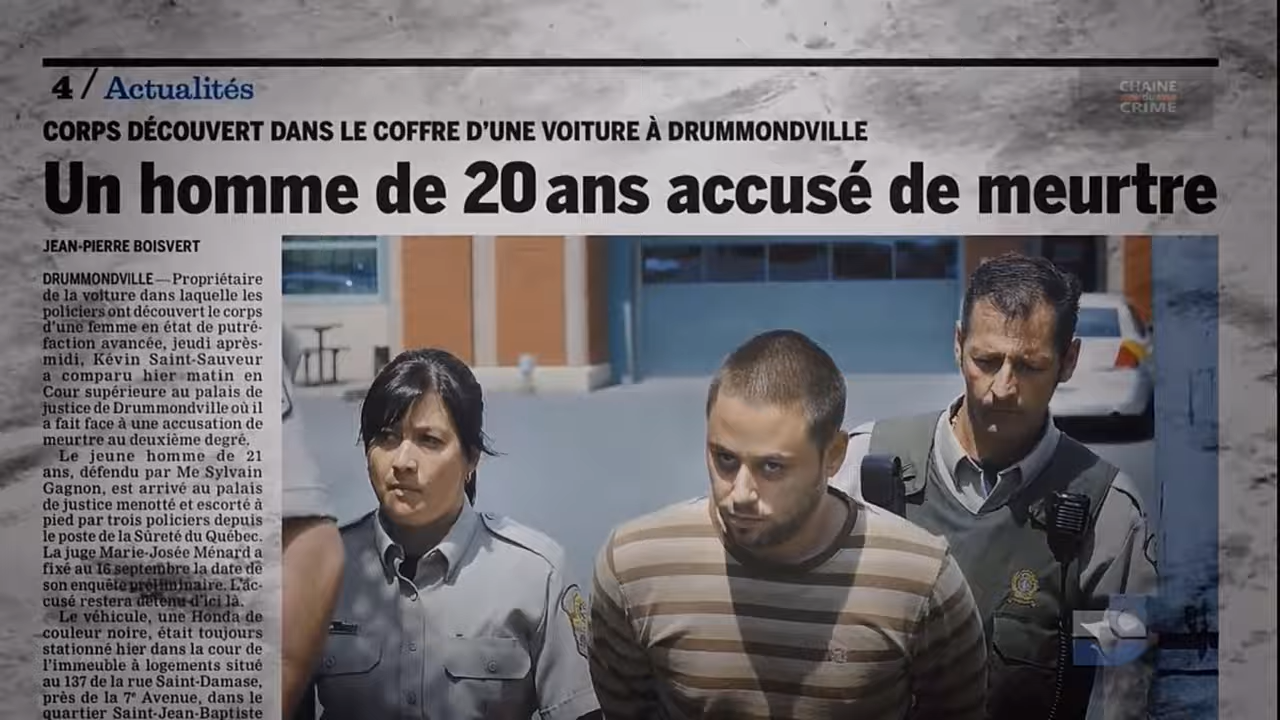 4 / Actualités
CHAINE
du
CRIME
CORPS DÉCOUVERT DANS LE COFFRE D'UNE VOITURE À DRUMMONDVILLE
Un homme de 20 ans accusé de meurtre
JEAN-PIERRE BOISVERT
DRUMMONDVILLE — Propriétaire
de la voiture dans laquelle les
policiers ont découvert le corps
d'une femme en état de putré-
faction avancée, jeudi après-
midi, Kévin Saint-Sauveur
a comparu hier matin en
Cour supérieure au palais de
justice de Drummondville où il
a fait face à une accusation de
meurtre au deuxième degré.
Le jeune homme de 21
ans, défendu par Me Sylvain
Gagnon, est arrivé au palais
de justice menotté et escorté à
pied par trois policiers depuis
le poste de la Sûreté du Québec.
La juge Marie-Josée Ménard a
fixé au 16 septembre la date de
son enquête préliminaire. L'ac-
cusé restera détenu d'ici là.
Le véhicule, une Honda de
couleur noire, était toujours
stationné hier dans la cour de
l'immeuble à logements situé
au 137 de la rue Saint-Damase,
près de la 7e Avenue, dans le
quartier Saint-Jean-Baptiste